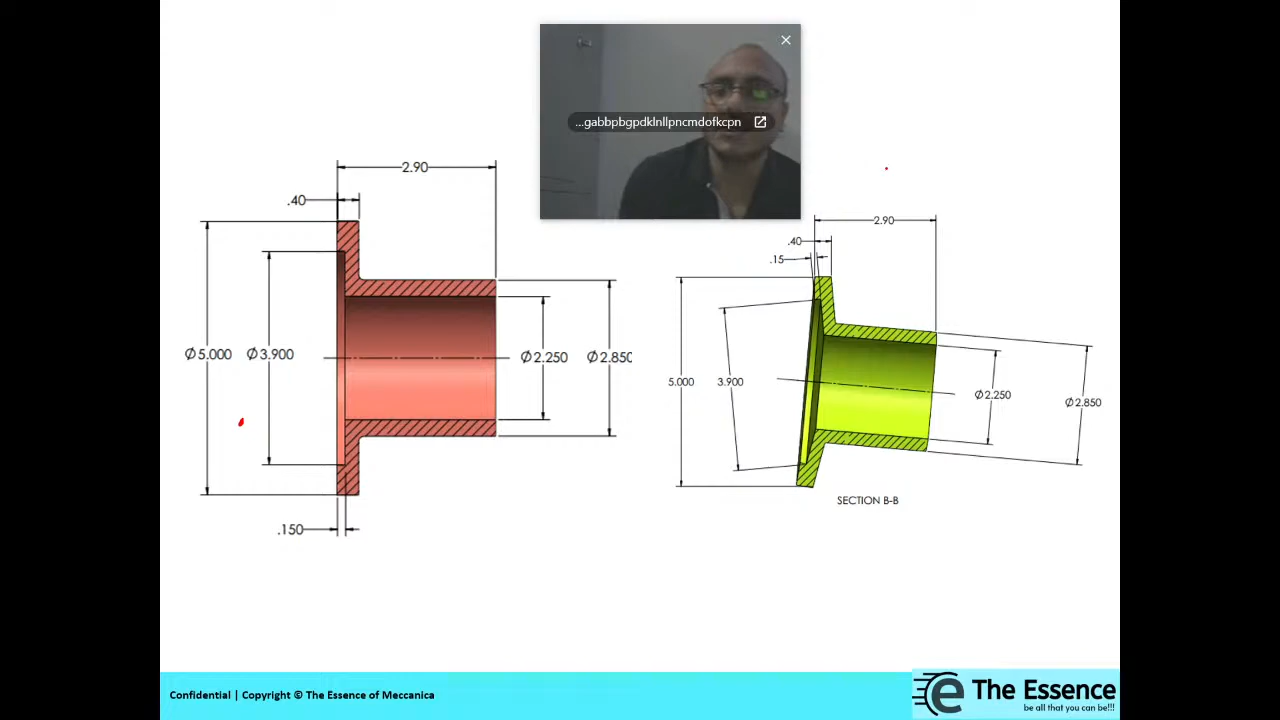 ...gabbpbgpdklnllpncmdofkcpn
2.90
.40
Ø5.000
Ø3.900
Ø2.250
Ø2.850
.150
2.90
.40
.15
5.000
3.900
Ø2.250
Ø2.850
SECTION B-B
Confidential | Copyright © The Essence of Meccanica
e The Essence
be all that you can be!!!